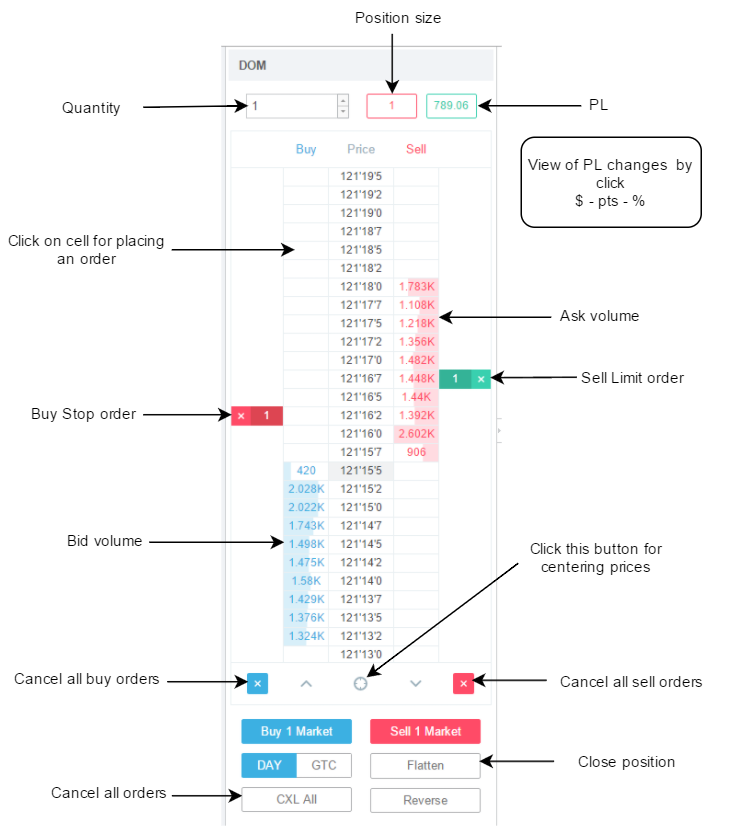 Position size
DOM
Quantity
1
1
789.06
PL
Buy Price Sell
View of PL changes by
click
$ - pts - %
121'19'5
121'19'2
121'19'0
121'18'7
Click on cell for placing
an order
121'18'5
121'18'2
121'18'0 1.783K
121'17'7 1.108K
Ask volume
121'17'5 1.218K
121'17'2 1.356K
121'17'0 1.482K
121'16'7 1.448K 1 × Sell Limit order
121'16'5 1.44K
Buy Stop order × 1 121'16'2 1.392K
121'16'0 2.602K
121'15'7 906
420 121'15'5
2.028K 121'15'2
2.022K 121'15'0
1.743K 121'14'7
Bid volume 1.498K 121'14'5
Click this button for
centering prices
1.475K 121'14'2
1.58K 121'14'0
1.429K 121'13'7
1.376K 121'13'5
1.324K 121'13'2
121'13'0
Cancel all buy orders × × Cancel all sell orders
Buy 1 Market Sell 1 Market
DAY GTC Flatten Close position
Cancel all orders CXL All Reverse